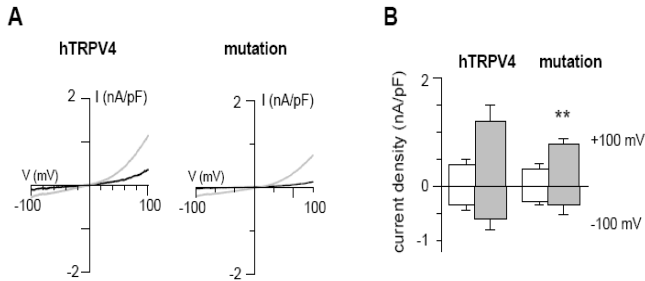 A
hTRPV4
mutation
2
I (nA/pF)
V (mV)
-100
100
-2
2
I (nA/pF)
V (mV)
-100
100
-2
B
hTRPV4
mutation
current density (nA/pF)
2
1
0
-1
**
+100 mV
-100 mV